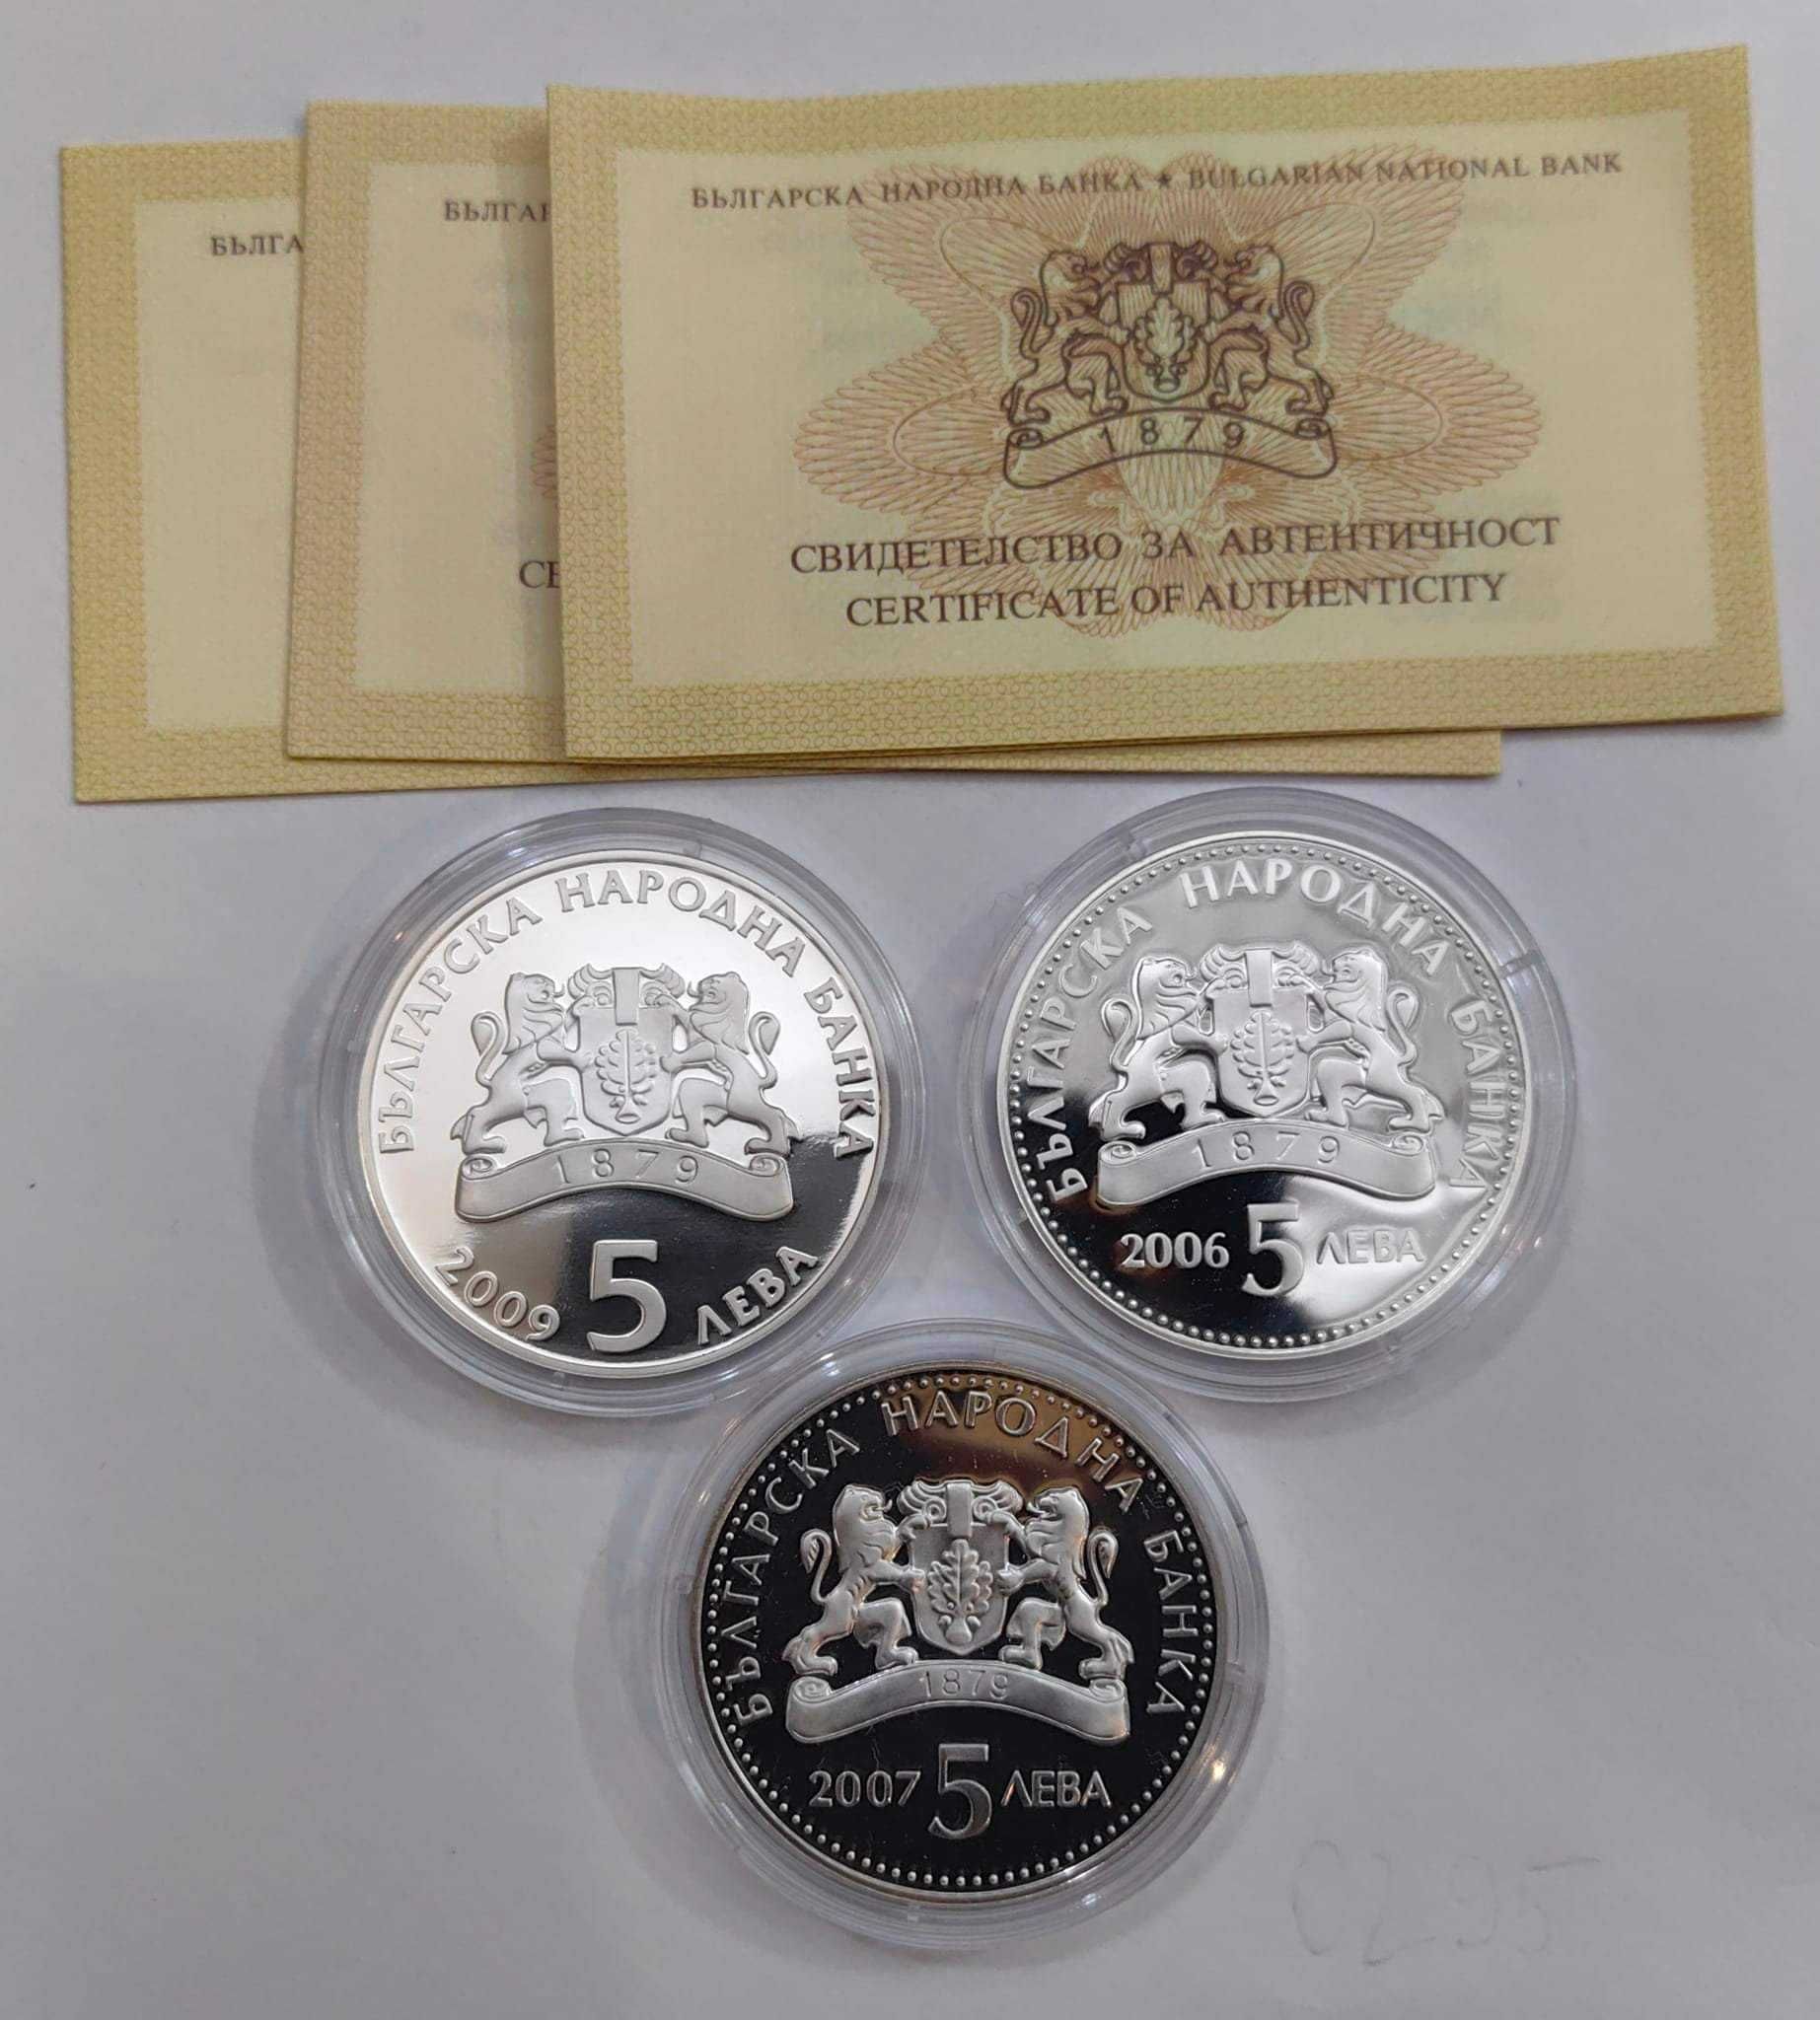 БЪЛГА
БЪЛГАР
СВ
CE
БЪЛГАРСКА НАРОДНА БАНКА ★ BULGARIAN NATIONAL BANK
1879
СВИДЕТЕЛСТВО ЗА АВТЕНТИЧНОСТ
CERTIFICATE OF AUTHENTICITY
БЪЛГАРСКА НАРОДНА БАНКА
1879
2009 5 ЛЕВА
БЪЛГАРСКА НАРОДНА БАНКА
1879
2006 5 ЛЕВА
БЪЛГАРСКА НАРОДНА БАНКА
1879
2007 5 ЛЕВА